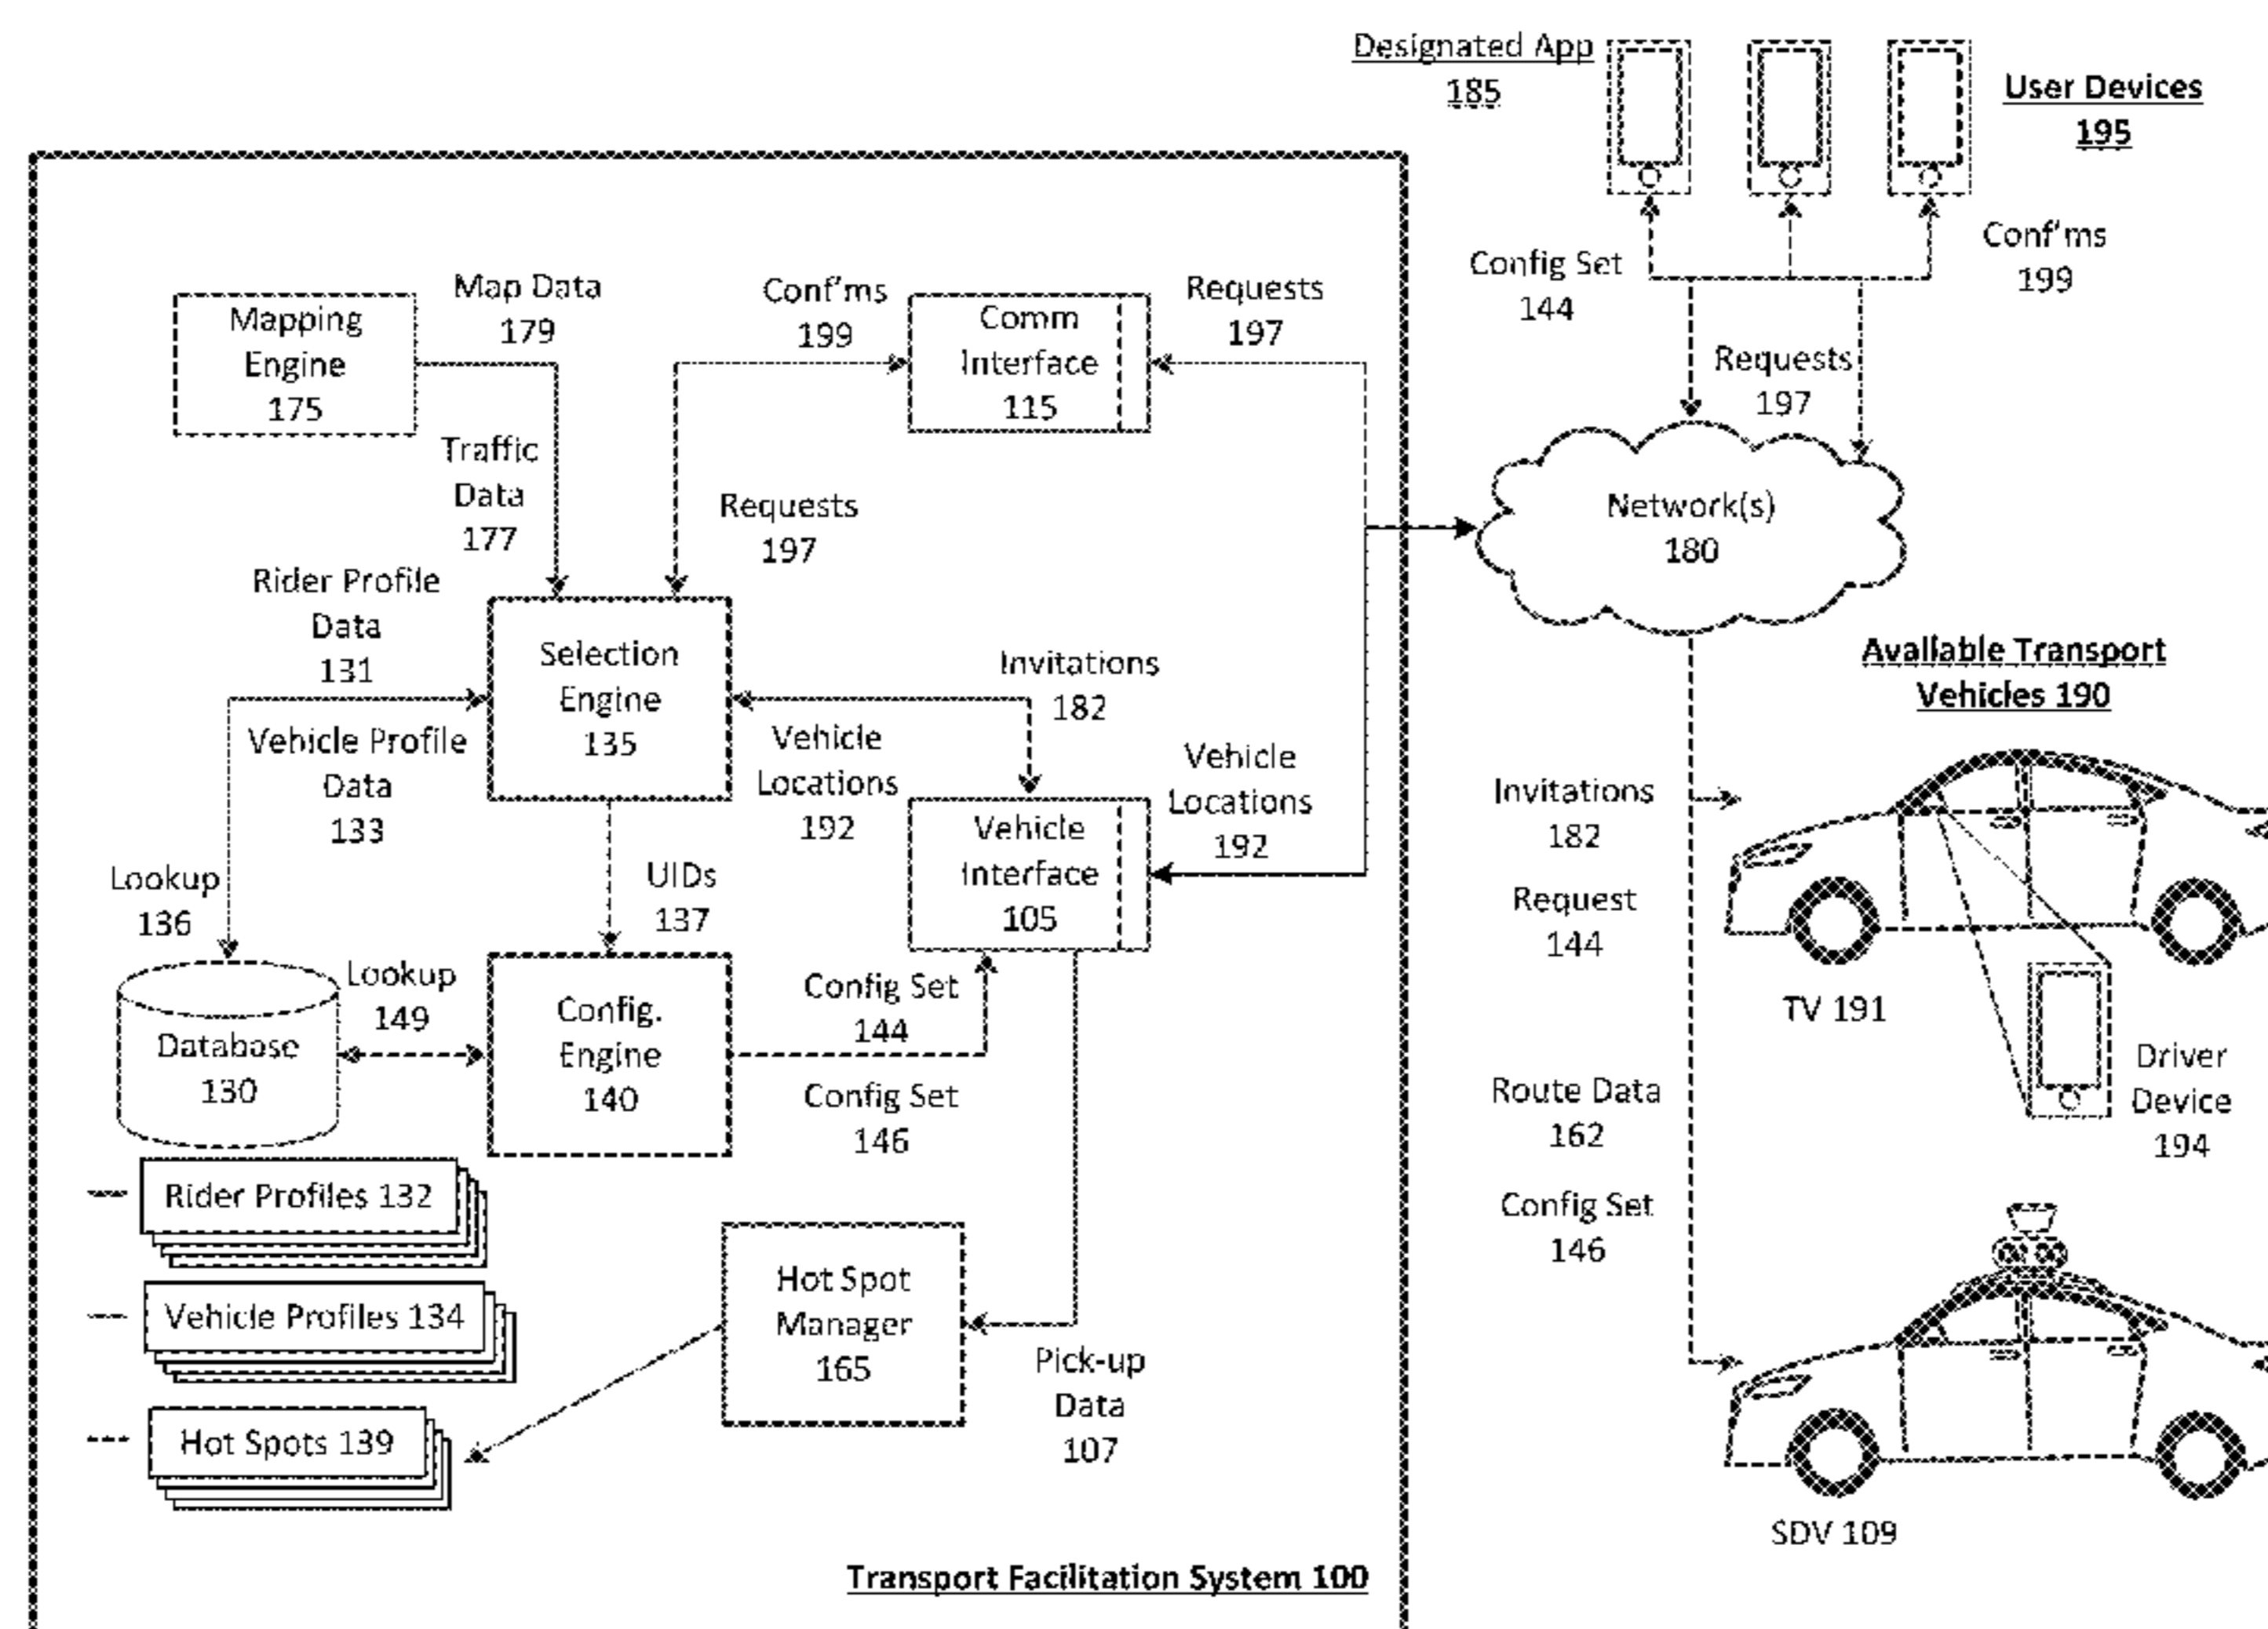 Designated App
185
User Devices
195
Config Set
144
Conf'ms
199
Requests
197
Network(s)
180
Mapping
Engine
175
Map Data
179
Traffic
Data
177
Conf'ms
199
Comm
Interface
115
Requests
197
Requests
197
Rider Profile
Data
131
Vehicle Profile
Data
133
Selection
Engine
135
Invitations
182
Vehicle
Locations
192
Vehicle
Locations
192
Vehicle
Interface
105
Lookup
136
UIDs
137
Database
130
Lookup
149
Config.
Engine
140
Config Set
144
Config Set
146
Rider Profiles 132
Vehicle Profiles 134
Hot Spots 139
Hot Spot
Manager
165
Pick-up
Data
107
Transport Facilitation System 100
Available Transport
Vehicles 190
Invitations
182
Request
144
TV 191
Driver
Device
194
Route Data
162
Config Set
146
SDV 109